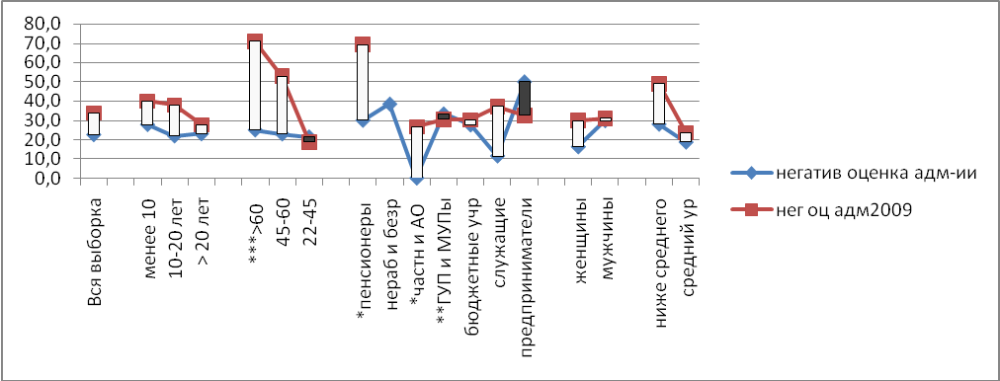 80,0
70,0
60,0
50,0
40,0
30,0
20,0
10,0
0,0
Вся выборка
менее 10
10-20 лет
> 20 лет
***>60
45-60
22-45
*пенсионеры
нераб и безр
*частн и АО
**ГУП и МУПы
бюджетные учр
служащие
предприниматели
женщины
мужчины
ниже среднего
средний ур
негатив оценка адм-ии
нег оц адм2009